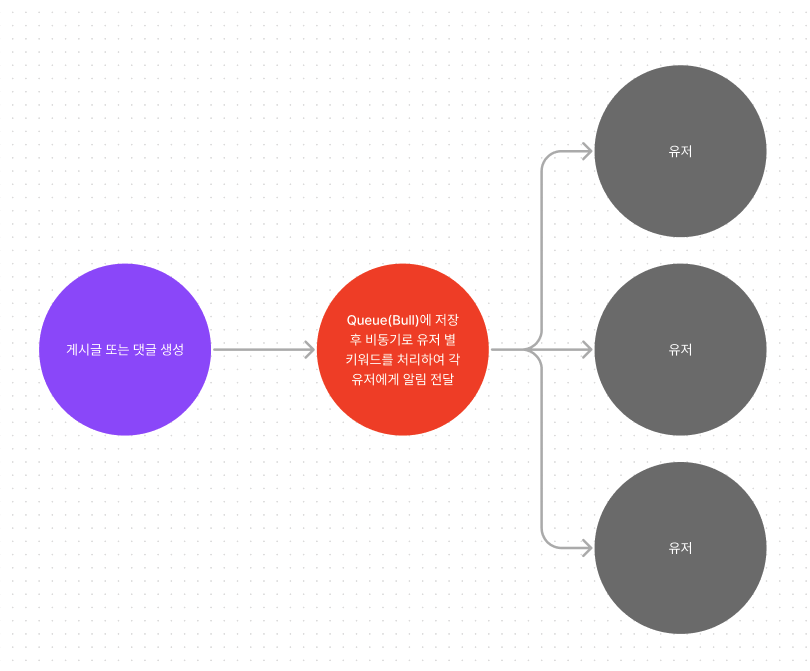 게시글 또는 댓글 생성
Queue(Bull)에 저장
후 비동기로 유저 별
키워드를 처리하여 각
유저에게 알림 전달
유저
유저
유저